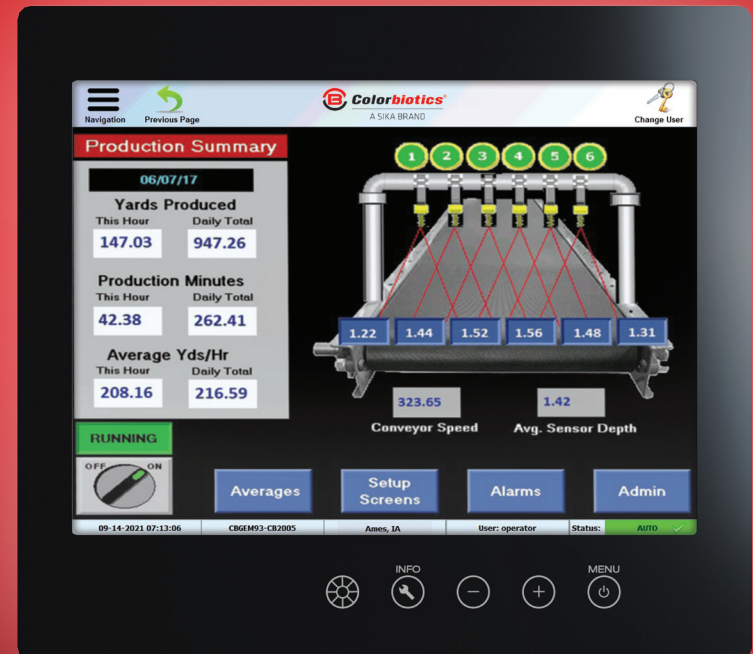 Navigation
Previous Page
Colorbiotics®
A SIKA BRAND
Change User
Production Summary
06/07/17
Yards Produced
This Hour Daily Total
147.03 947.26
Production Minutes
This Hour Daily Total
42.38 262.41
Average Yds/Hr
This Hour Daily Total
208.16 216.59
1 2 3 4 5 6
1.22 1.44 1.52 1.56 1.48 1.31
323.65 1.42
Conveyor Speed Avg. Sensor Depth
RUNNING
OFF ON
Averages
Setup
Screens
Alarms
Admin
09-14-2021 07:13:06 CBGEM93-CB2005 Ames, IA User: operator Status: AUTO
INFO MENU